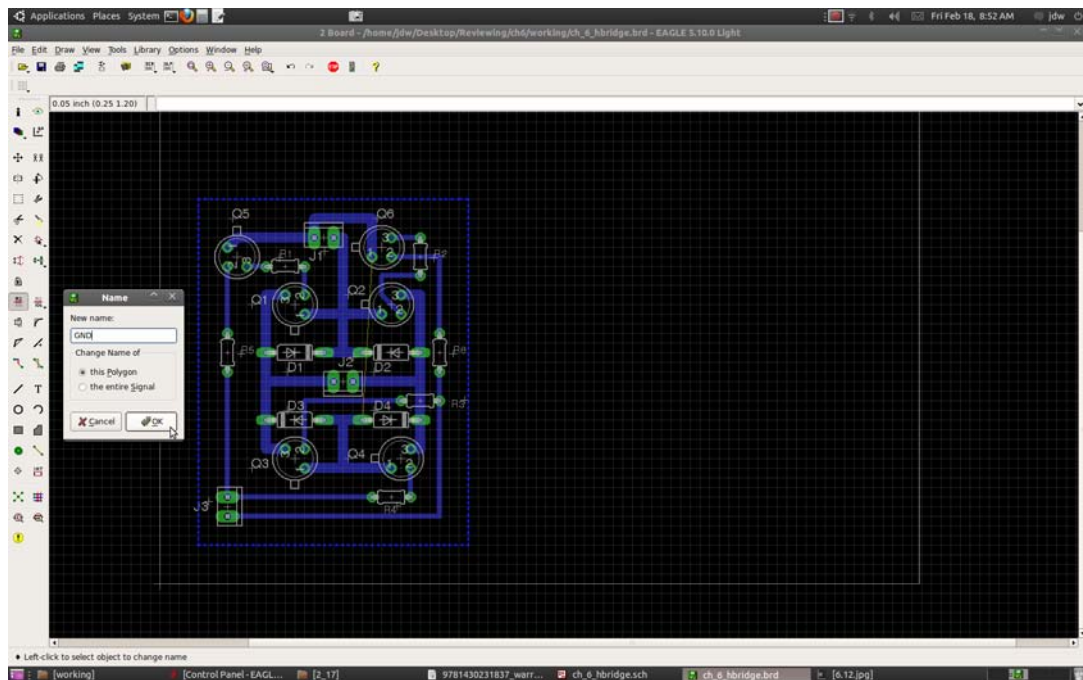 Applications Places System
Fri Feb 18, 8:52 AM jdw
2 Board - /home/jdw/Desktop/Reviewing/ch6/working/ch_6_hbridge.brd - EAGLE 5.10.0 Light
File Edit Draw View Tools Library Options Window Help
0.05 inch (0.25 1.20)
Q5 Q6
J1 R1 R2
Q1 Q2
R5 D1 J2 D2 R6
D3 D4 R3
Q3 Q4
J3 R4
Name
New name:
GND
Change Name of
this Polygon
the entire Signal
Cancel OK
Left-click to select object to change name
[working] [Control Panel - EAGL... [2_17] 9781430231837_warr... ch_6_hbridge.sch ch_6_hbridge.brd [6.12.jpg]